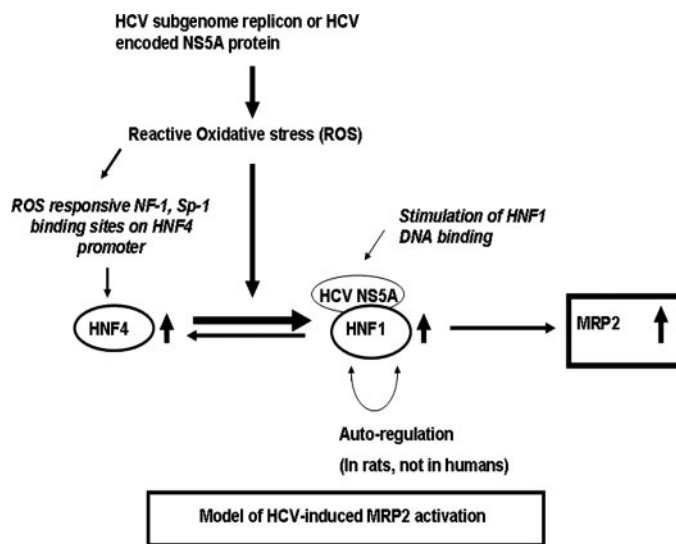 HCV subgenome replicon or HCV
encoded NS5A protein
Reactive Oxidative stress (ROS)
ROS responsive NF-1, Sp-1
binding sites on HNF4
promoter
Stimulation of HNF1
DNA binding
HCV NS5A
HNF4
HNF1
MRP2
Auto-regulation
(In rats, not in humans)
Model of HCV-induced MRP2 activation